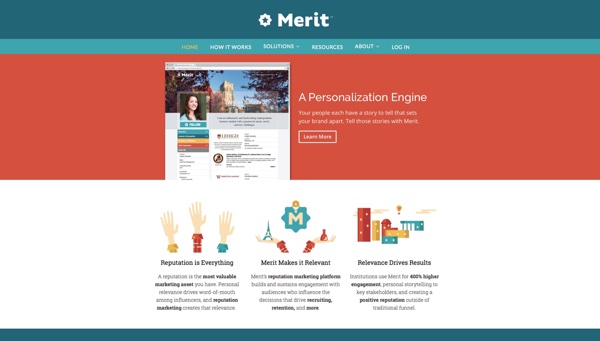 Merit
HOME HOW IT WORKS SOLUTIONS RESOURCES ABOUT LOG IN
Merit
FOLLOW
LEHIGH
A Personalization Engine
Your people each have a story to tell that sets
your brand apart. Tell those stories with Merit.
Learn More
M
Reputation is Everything
A reputation is the most valuable
marketing asset you have. Personal
relevance drives word-of-mouth
among influencers, and reputation
marketing creates that relevance.
Merit Makes it Relevant
Merit's reputation marketing platform
builds and sustains engagement with
audiences who influence the
decisions that drive recruiting,
retention, and more.
Relevance Drives Results
Institutions use Merit for 400% higher
engagement, personal storytelling to
key stakeholders, and creating a
positive reputation outside of
traditional funnel.